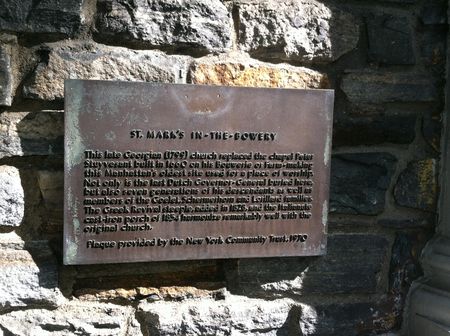 ST. MARK'S IN-THE-BOWERY
This late Georgian (1799) church replaced the chapel Peter
Stuyvesant built in 1660 on his Bouwerie or Farm-making
this Manhattan's oldest site used for a place of worship.
Not only is the last Dutch Governor-General buried here
but also seven generations of his descendants as well as
members of the Goelet, Schermerhorn and Lorillard families.
The Greek Revival steeple, added in 1828, and the Italianate
cast-iron porch of 1854 harmonize remarkably well with the
original church.
Plaque provided by the New York Community Trust, 1970